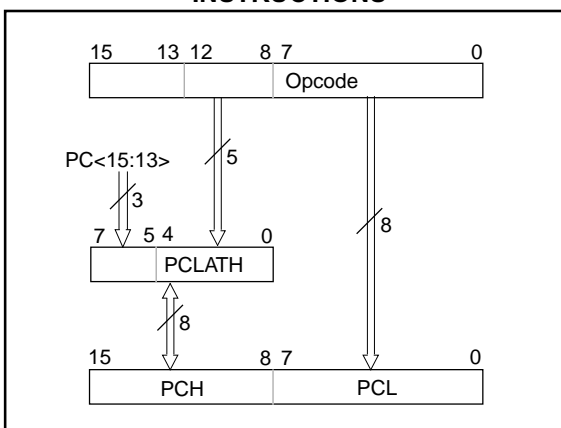 INSTRUCTIONS
15 13 12 8 7 0
Opcode
5
PC<15:13>
3
8
7 5 4 0
PCLATH
8
15 8 7 0
PCH PCL